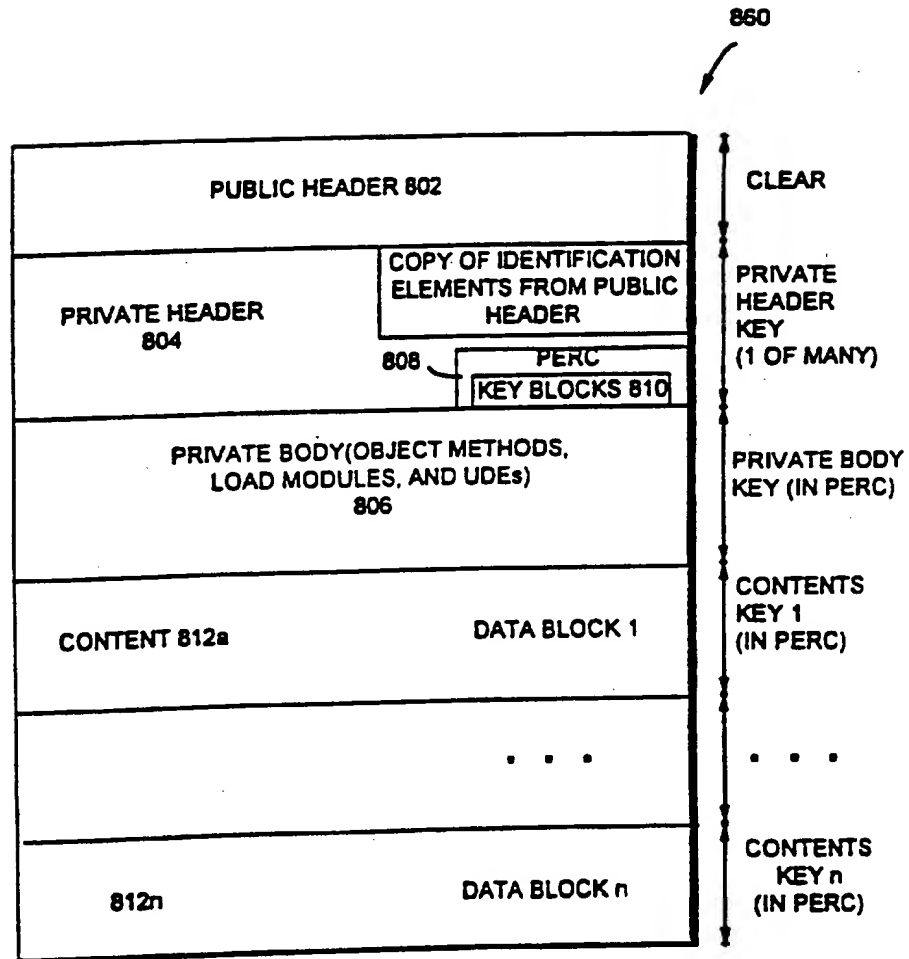 860
PUBLIC HEADER 802
CLEAR
PRIVATE HEADER
804
COPY OF IDENTIFICATION
ELEMENTS FROM PUBLIC
HEADER
808
PERC
KEY BLOCKS 810
PRIVATE
HEADER
KEY
(1 OF MANY)
PRIVATE BODY(OBJECT METHODS,
LOAD MODULES, AND UDEs)
806
PRIVATE BODY
KEY (IN PERC)
CONTENT 812a
DATA BLOCK 1
CONTENTS
KEY 1
(IN PERC)
. . .
. . .
812n
DATA BLOCK n
CONTENTS
KEY n
(IN PERC)